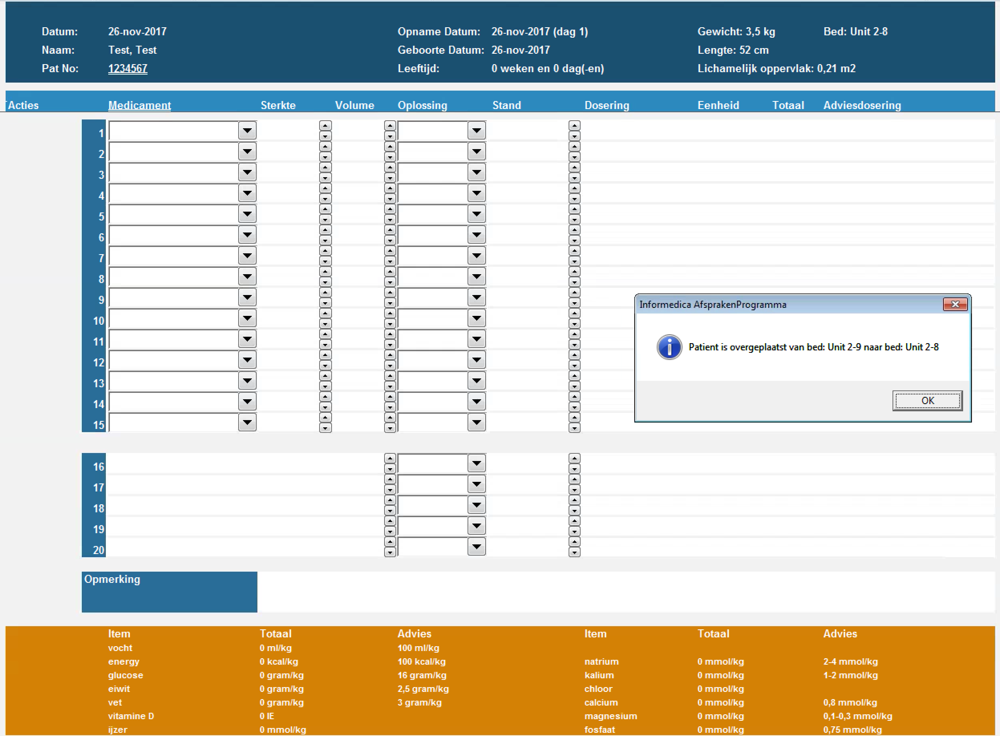 Datum: 26-nov-2017 Opname Datum: 26-nov-2017 (dag 1) Gewicht: 3,5 kg Bed: Unit 2-8
Naam: Test, Test Geboorte Datum: 26-nov-2017 Lengte: 52 cm
Pat No: 1234567 Leeftijd: 0 weken en 0 dag(-en) Lichamelijk oppervlak: 0,21 m2
Acties Medicament Sterkte Volume Oplossing Stand Dosering Eenheid Totaal Adviesdosering
1
2
3
4
5
6
7
8
9
10
11
12
13
14
15
Informedica AfsprakenProgramma
Patient is overgeplaatst van bed: Unit 2-9 naar bed: Unit 2-8
OK
16
17
18
19
20
Opmerking
Item Totaal Advies Item Totaal Advies
vocht 0 ml/kg 100 ml/kg
energy 0 kcal/kg 100 kcal/kg natrium 0 mmol/kg 2-4 mmol/kg
glucose 0 gram/kg 16 gram/kg kalium 0 mmol/kg 1-2 mmol/kg
eiwit 0 gram/kg 2,5 gram/kg chloor 0 mmol/kg
vet 0 gram/kg 3 gram/kg calcium 0 mmol/kg 0,8 mmol/kg
vitamine D 0 IE magnesium 0 mmol/kg 0,1-0,3 mmol/kg
ijzer 0 mmol/kg fosfaat 0 mmol/kg 0,75 mmol/kg